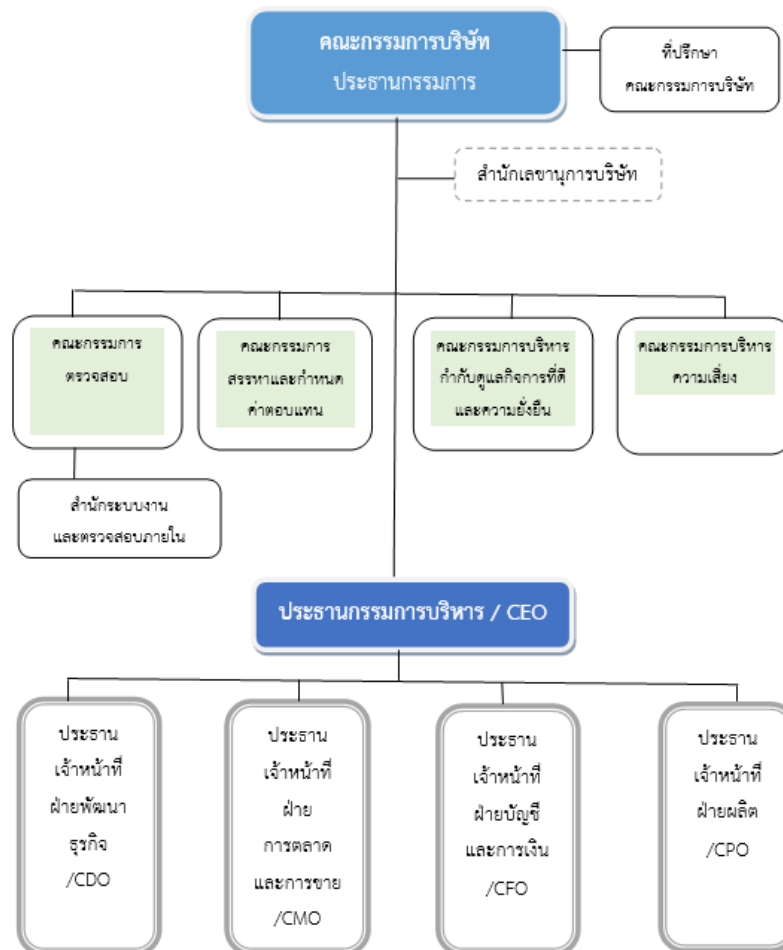 คณะกรรมการบริษัท
ประธานกรรมการ
ที่ปรึกษา
คณะกรรมการบริษัท
สำนักเลขานุการบริษัท
คณะกรรมการ
ตรวจสอบ
คณะกรรมการ
สรรหาและกำหนด
ค่าตอบแทน
คณะกรรมการบริหาร
กำกับดูแลกิจการที่ดี
และความยั่งยืน
คณะกรรมการบริหาร
ความเสี่ยง
สำนักระบบงาน
และตรวจสอบภายใน
ประธานกรรมการบริหาร / CEO
ประธาน
เจ้าหน้าที่
ฝ่ายพัฒนา
ธุรกิจ
/CDO
ประธาน
เจ้าหน้าที่
ฝ่าย
การตลาด
และการขาย
/CMO
ประธาน
เจ้าหน้าที่
ฝ่ายบัญชี
และการเงิน
/CFO
ประธาน
เจ้าหน้าที่
ฝ่ายผลิต
/CPO